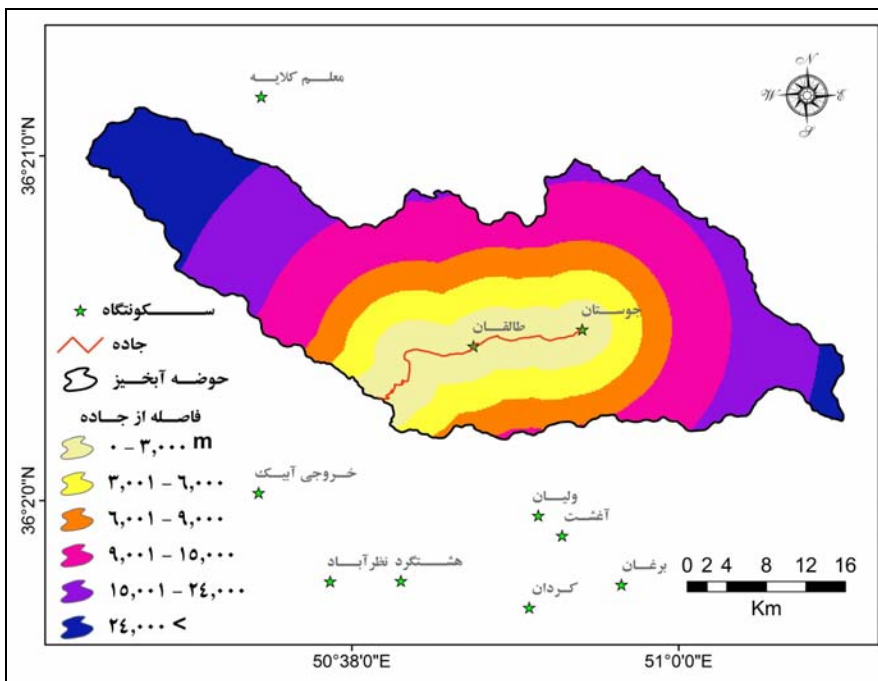 معلم کلایه
N
W E
S
36°21'0"N
سکونتگاه
جاده
حوضه آبخیز
فاصله از جاده
۰ - ۳,۰۰۰ m
۳,۰۰۱ - ۶,۰۰۰
۶,۰۰۱ - ۹,۰۰۰
۹,۰۰۱ - ۱۵,۰۰۰
۱۵,۰۰۱ - ۲٤,۰۰۰
۲٤,۰۰۰ <
جوستان
طالقان
36°2'0"N
خروجی آبیک
ولیان
آغشت
هشتگرد
نظرآباد
کردان
برغان
0 2 4 8 12 16
Km
50°38'0"E
51°0'0"E